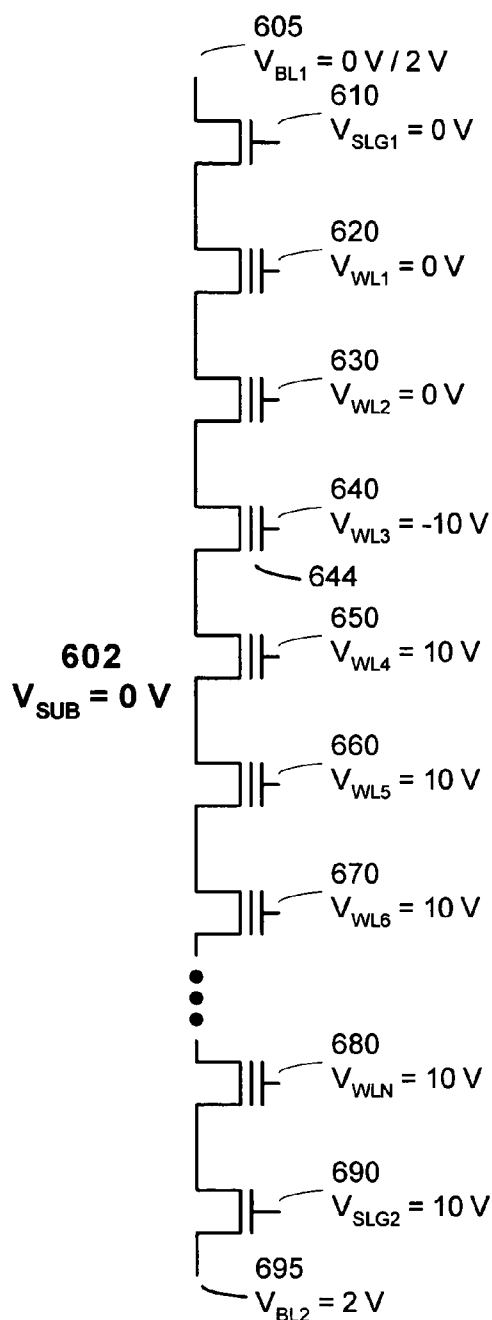 605
V_BL1 = 0 V / 2 V
610
V_SLG1 = 0 V
620
V_WL1 = 0 V
630
V_WL2 = 0 V
640
V_WL3 = -10 V
644
650
V_WL4 = 10 V
602
V_SUB = 0 V
660
V_WL5 = 10 V
670
V_WL6 = 10 V
680
V_WLN = 10 V
690
V_SLG2 = 10 V
695
V_BL2 = 2 V